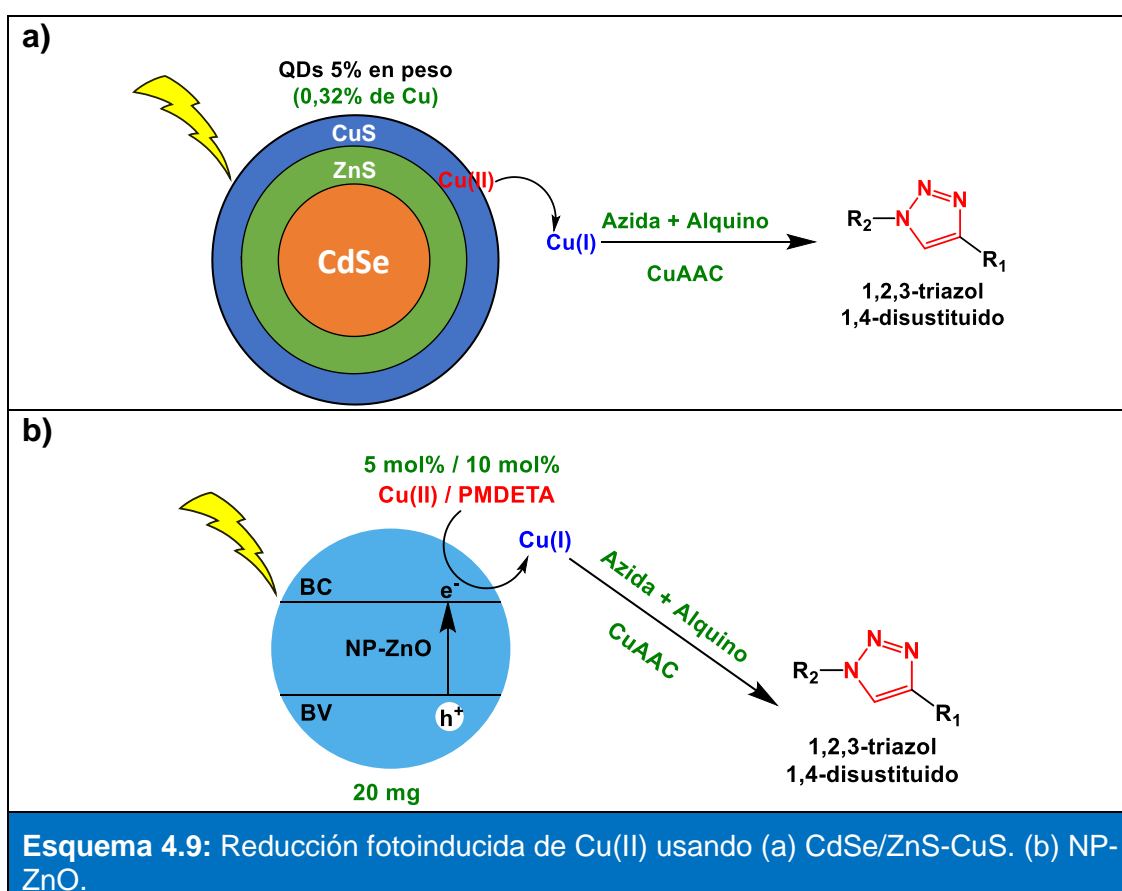 a)
QDs 5% en peso
(0,32% de Cu)
CuS
ZnS
Cu(II)
CdSe
Cu(I)
Azida + Alquino
CuAAC
R2
N
N
N
R1
1,2,3-triazol
1,4-disustituido
b)
5 mol% / 10 mol%
Cu(II) / PMDETA
Cu(I)
BC
e-
NP-ZnO
BV
h+
20 mg
Azida + Alquino
CuAAC
R2
N
N
N
R1
1,2,3-triazol
1,4-disustituido
Esquema 4.9: Reducción fotoinducida de Cu(II) usando (a) CdSe/ZnS-CuS. (b) NP-
ZnO.